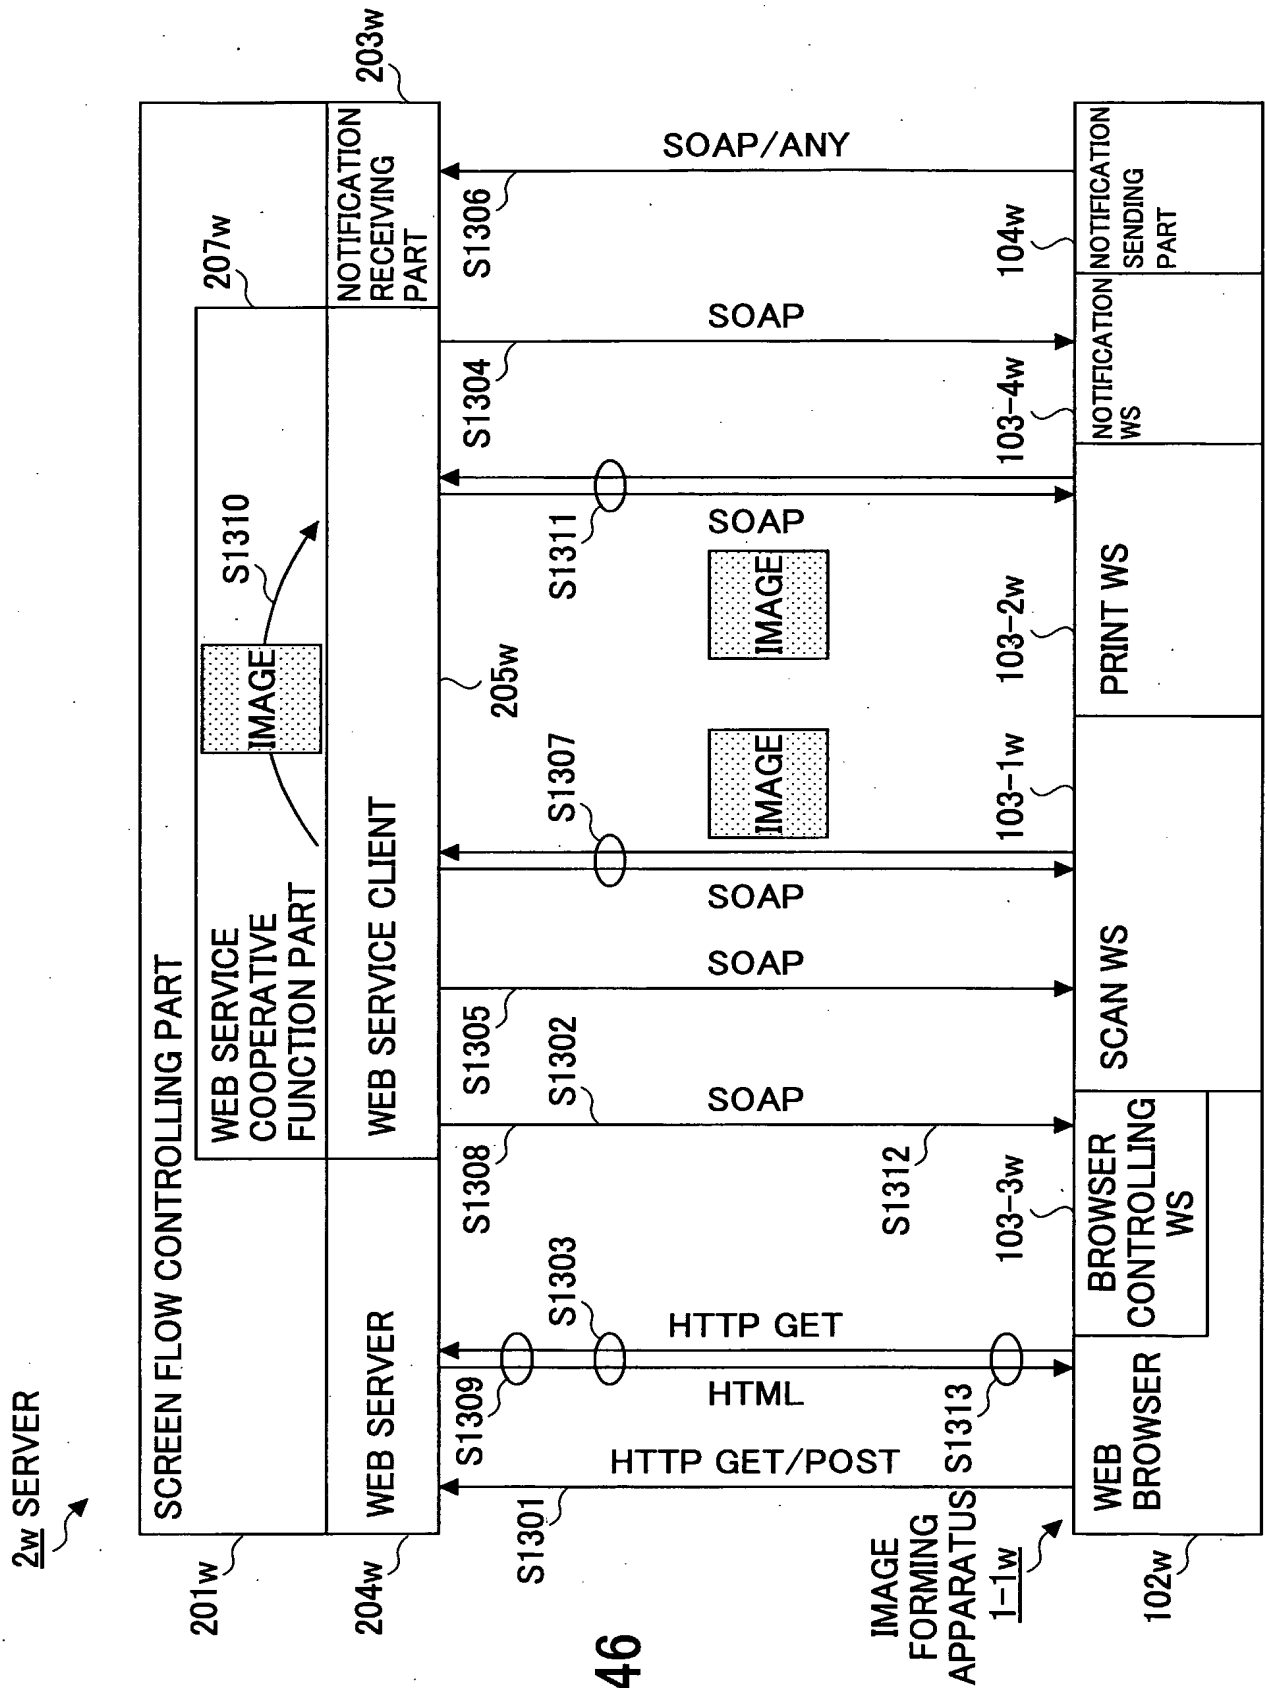 2w SERVER
201w
SCREEN FLOW CONTROLLING PART
WEB SERVICE
COOPERATIVE
FUNCTION PART
IMAGE
S1310
207w
204w
WEB SERVER
WEB SERVICE CLIENT
205w
NOTIFICATION
RECEIVING
PART
203w
S1301
HTTP GET/POST
S1309
S1303
S1313
HTTP GET
HTML
S1308
S1302
S1312
SOAP
S1305
SOAP
S1307
SOAP
IMAGE
IMAGE
S1311
SOAP
S1304
SOAP
S1306
SOAP/ANY
IMAGE
FORMING
APPARATUS
1-1w
102w
WEB
BROWSER
103-3w
BROWSER
CONTROLLING
WS
103-1w
SCAN WS
103-2w
PRINT WS
103-4w
NOTIFICATION
WS
104w
NOTIFICATION
SENDING
PART
46